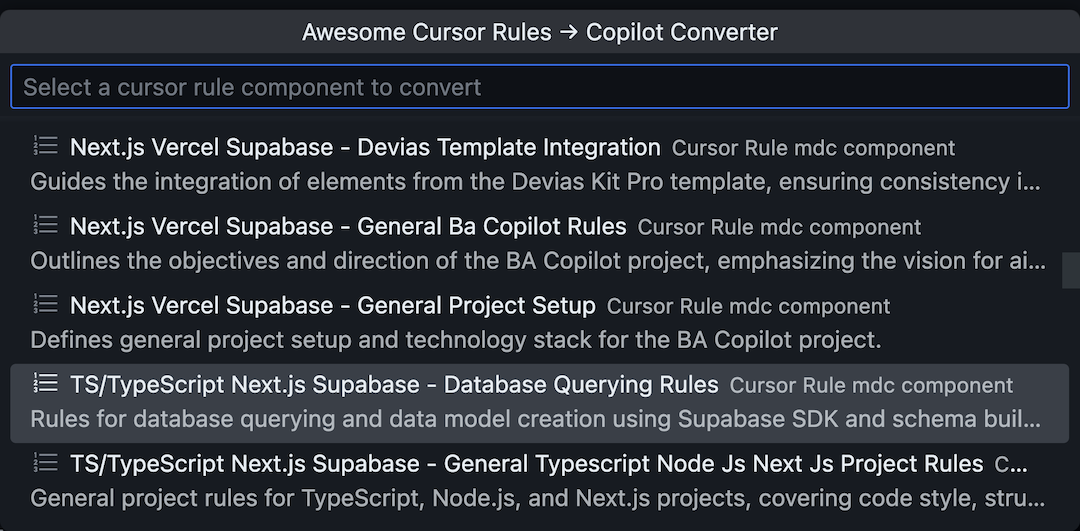 Awesome Cursor Rules → Copilot Converter
Select a cursor rule component to convert
Next.js Vercel Supabase - Devias Template Integration Cursor Rule mdc component
Guides the integration of elements from the Devias Kit Pro template, ensuring consistency i...
Next.js Vercel Supabase - General Ba Copilot Rules Cursor Rule mdc component
Outlines the objectives and direction of the BA Copilot project, emphasizing the vision for ai...
Next.js Vercel Supabase - General Project Setup Cursor Rule mdc component
Defines general project setup and technology stack for the BA Copilot project.
TS/TypeScript Next.js Supabase - Database Querying Rules Cursor Rule mdc component
Rules for database querying and data model creation using Supabase SDK and schema buil...
TS/TypeScript Next.js Supabase - General Typescript Node Js Next Js Project Rules C...
General project rules for TypeScript, Node.js, and Next.js projects, covering code style, stru...